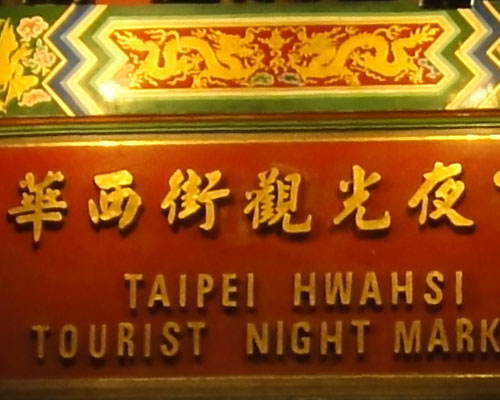 華西街觀光夜
TAIPEI HWAHSI
TOURIST NIGHT MARK